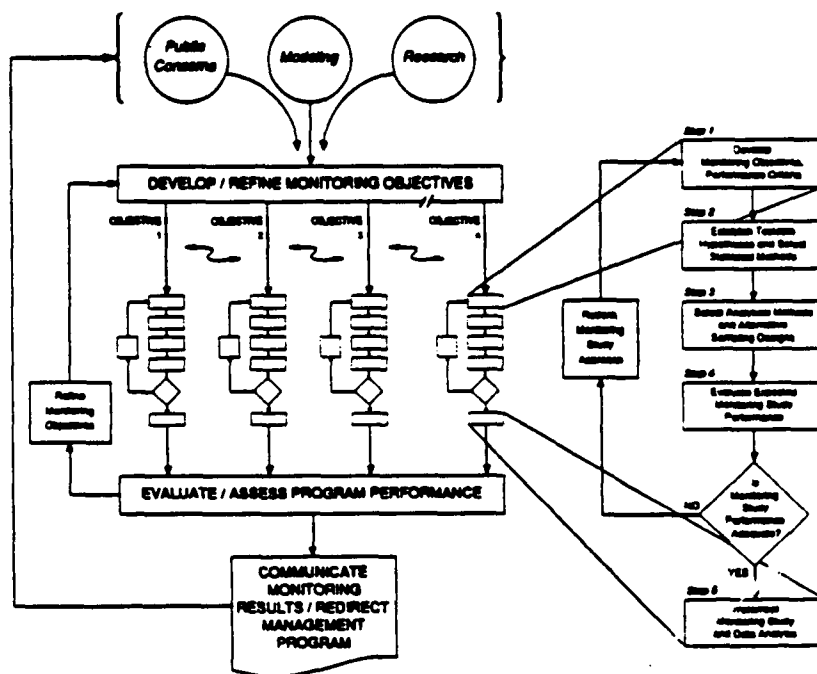 Public
Concerns
Modeling
Research
DEVELOP / REFINE MONITORING OBJECTIVES
OBJECTIVE
1
OBJECTIVE
2
OBJECTIVE
3
OBJECTIVE
4
Refine
Monitoring
Objectives
EVALUATE / ASSESS PROGRAM PERFORMANCE
COMMUNICATE
MONITORING
RESULTS / REDIRECT
MANAGEMENT
PROGRAM
Step 1
Develop
Monitoring Objectives,
Performance Criteria
Step 2
Establish Testable
Hypotheses and Select
Statistical Methods
Step 3
Select Analytical Methods
and Alternative
Sampling Designs
Step 4
Evaluate Expected
Monitoring Study
Performance
Monitoring
Study
Is
Monitoring
Study
Performance
Adequate?
NO
YES
Step 5
Implement
Monitoring Study
and Data Analysis